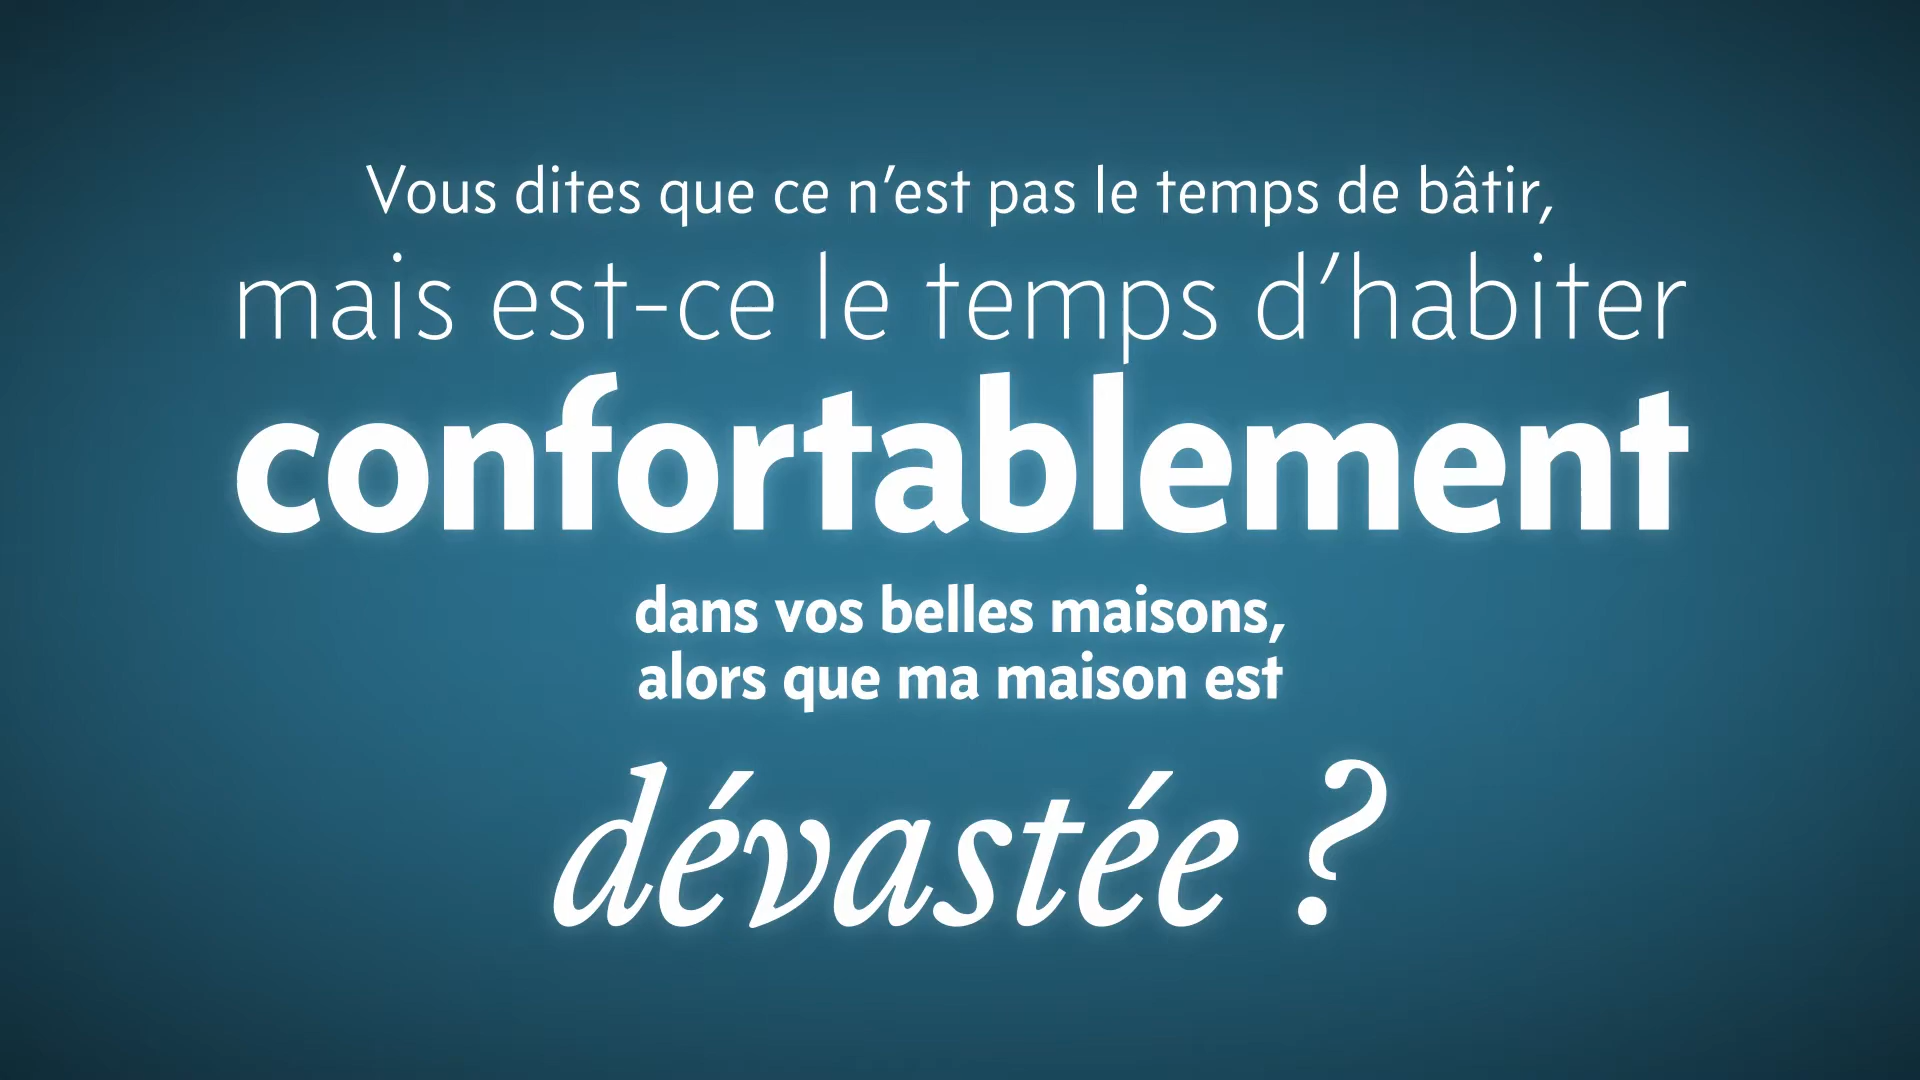 Vous dites que ce n’est pas le temps de bâtir,
mais est-ce le temps d’habiter
confortablement
dans vos belles maisons,
alors que ma maison est
dévastée ?